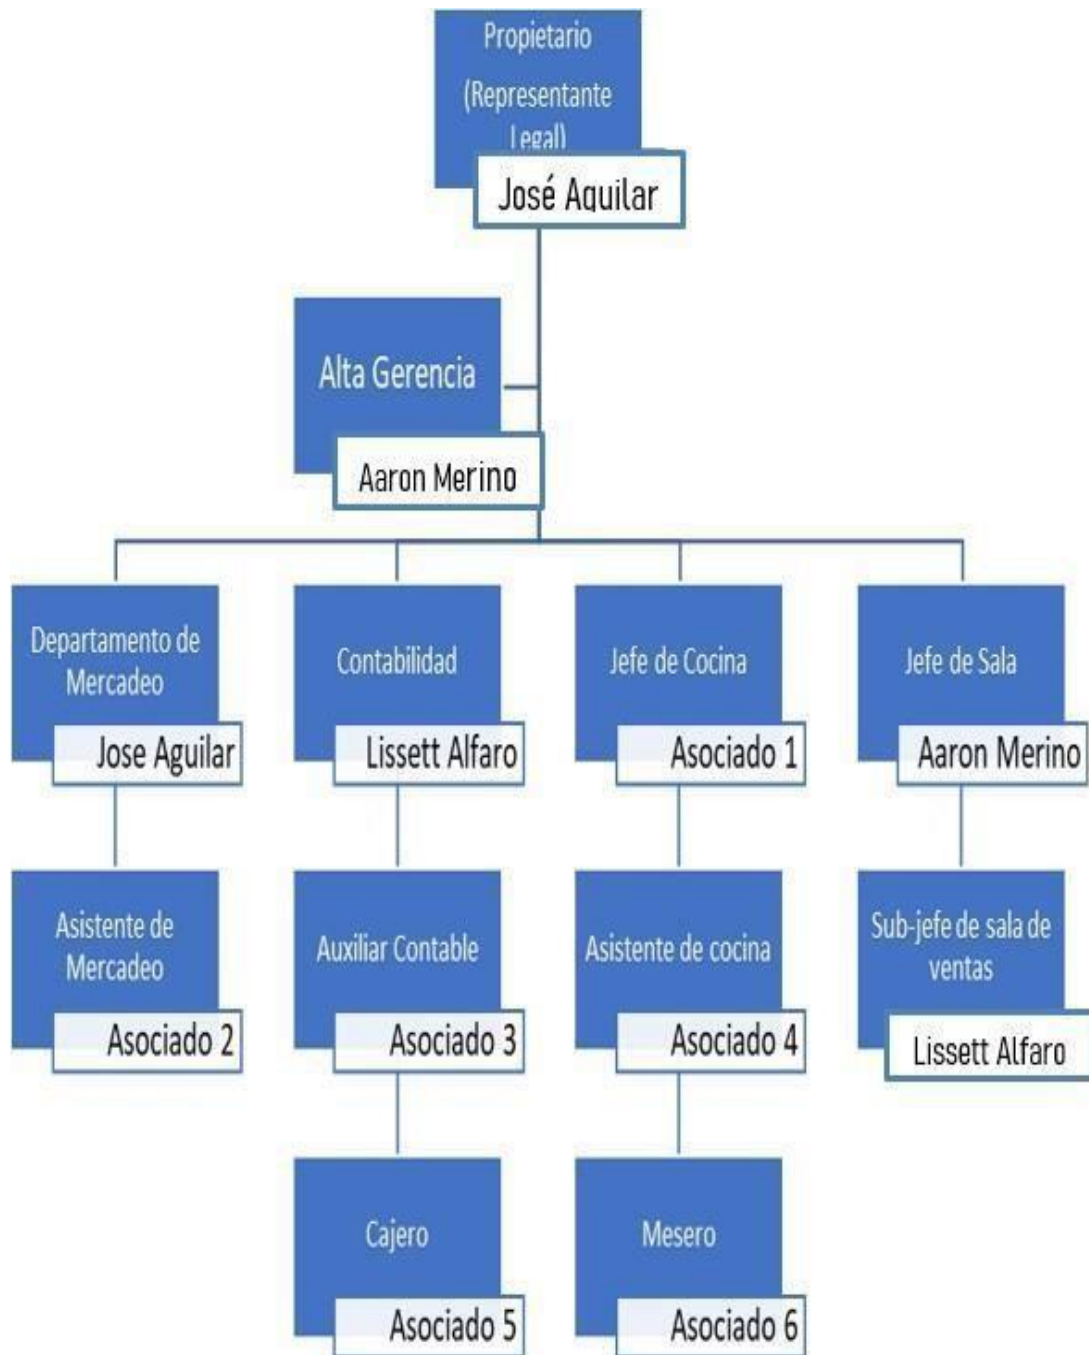 Propietario
(Representante
Legal)
José Aguilar
Alta Gerencia
Aaron Merino
Departamento de
Mercadeo
Jose Aguilar
Contabilidad
Lissett Alfaro
Jefe de Cocina
Asociado 1
Jefe de Sala
Aaron Merino
Asistente de
Mercadeo
Asociado 2
Auxiliar Contable
Asociado 3
Asistente de cocina
Asociado 4
Sub-jefe de sala de
ventas
Lissett Alfaro
Cajero
Asociado 5
Mesero
Asociado 6